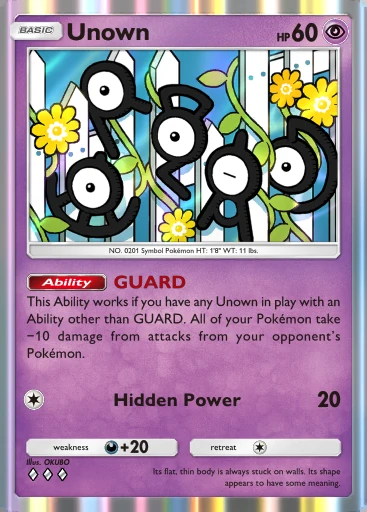 BASIC Unown HP 60
NO. 0201 Symbol Pokémon HT: 1'8" WT: 11 lbs.
Ability GUARD
This Ability works if you have any Unown in play with an
Ability other than GUARD. All of your Pokémon take
−10 damage from attacks from your opponent's
Pokémon.
Hidden Power 20
weakness +20 retreat
Illus. OKUBO
Its flat, thin body is always stuck on walls. Its shape
appears to have some meaning.